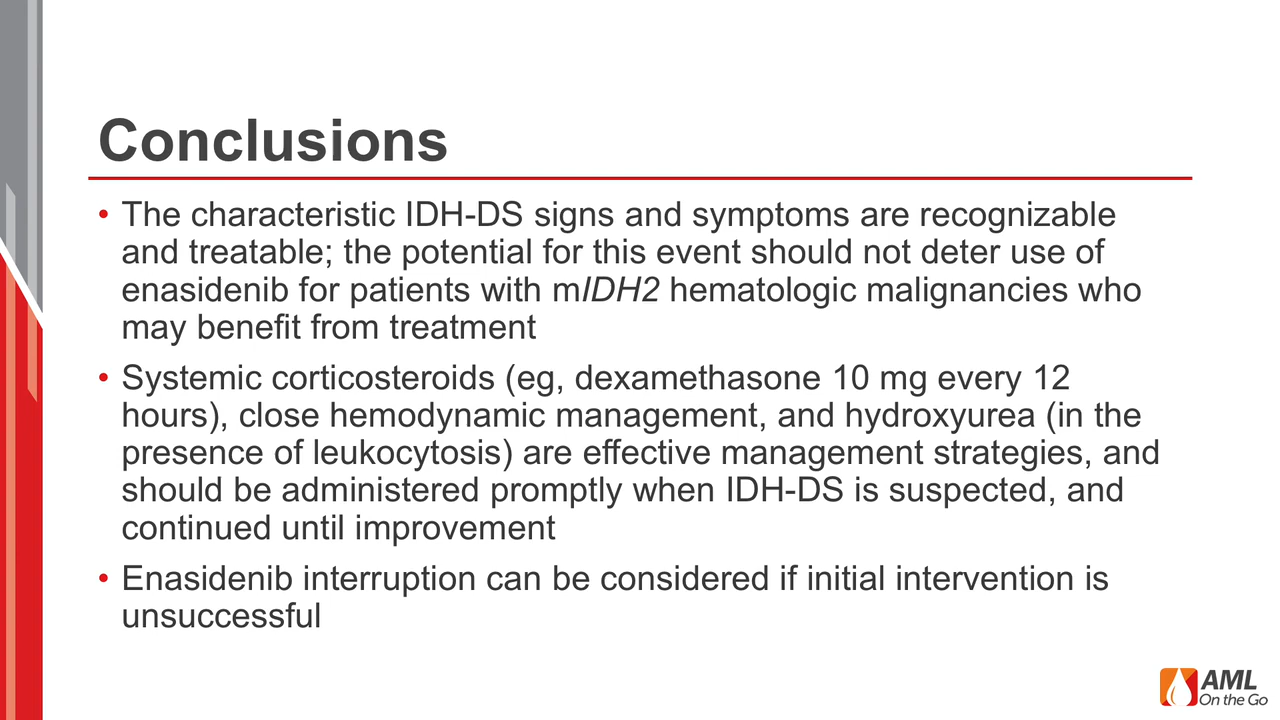 Conclusions
• The characteristic IDH-DS signs and symptoms are recognizable
and treatable; the potential for this event should not deter use of
enasidenib for patients with mIDH2 hematologic malignancies who
may benefit from treatment
• Systemic corticosteroids (eg, dexamethasone 10 mg every 12
hours), close hemodynamic management, and hydroxyurea (in the
presence of leukocytosis) are effective management strategies, and
should be administered promptly when IDH-DS is suspected, and
continued until improvement
• Enasidenib interruption can be considered if initial intervention is
unsuccessful
AML
On the Go